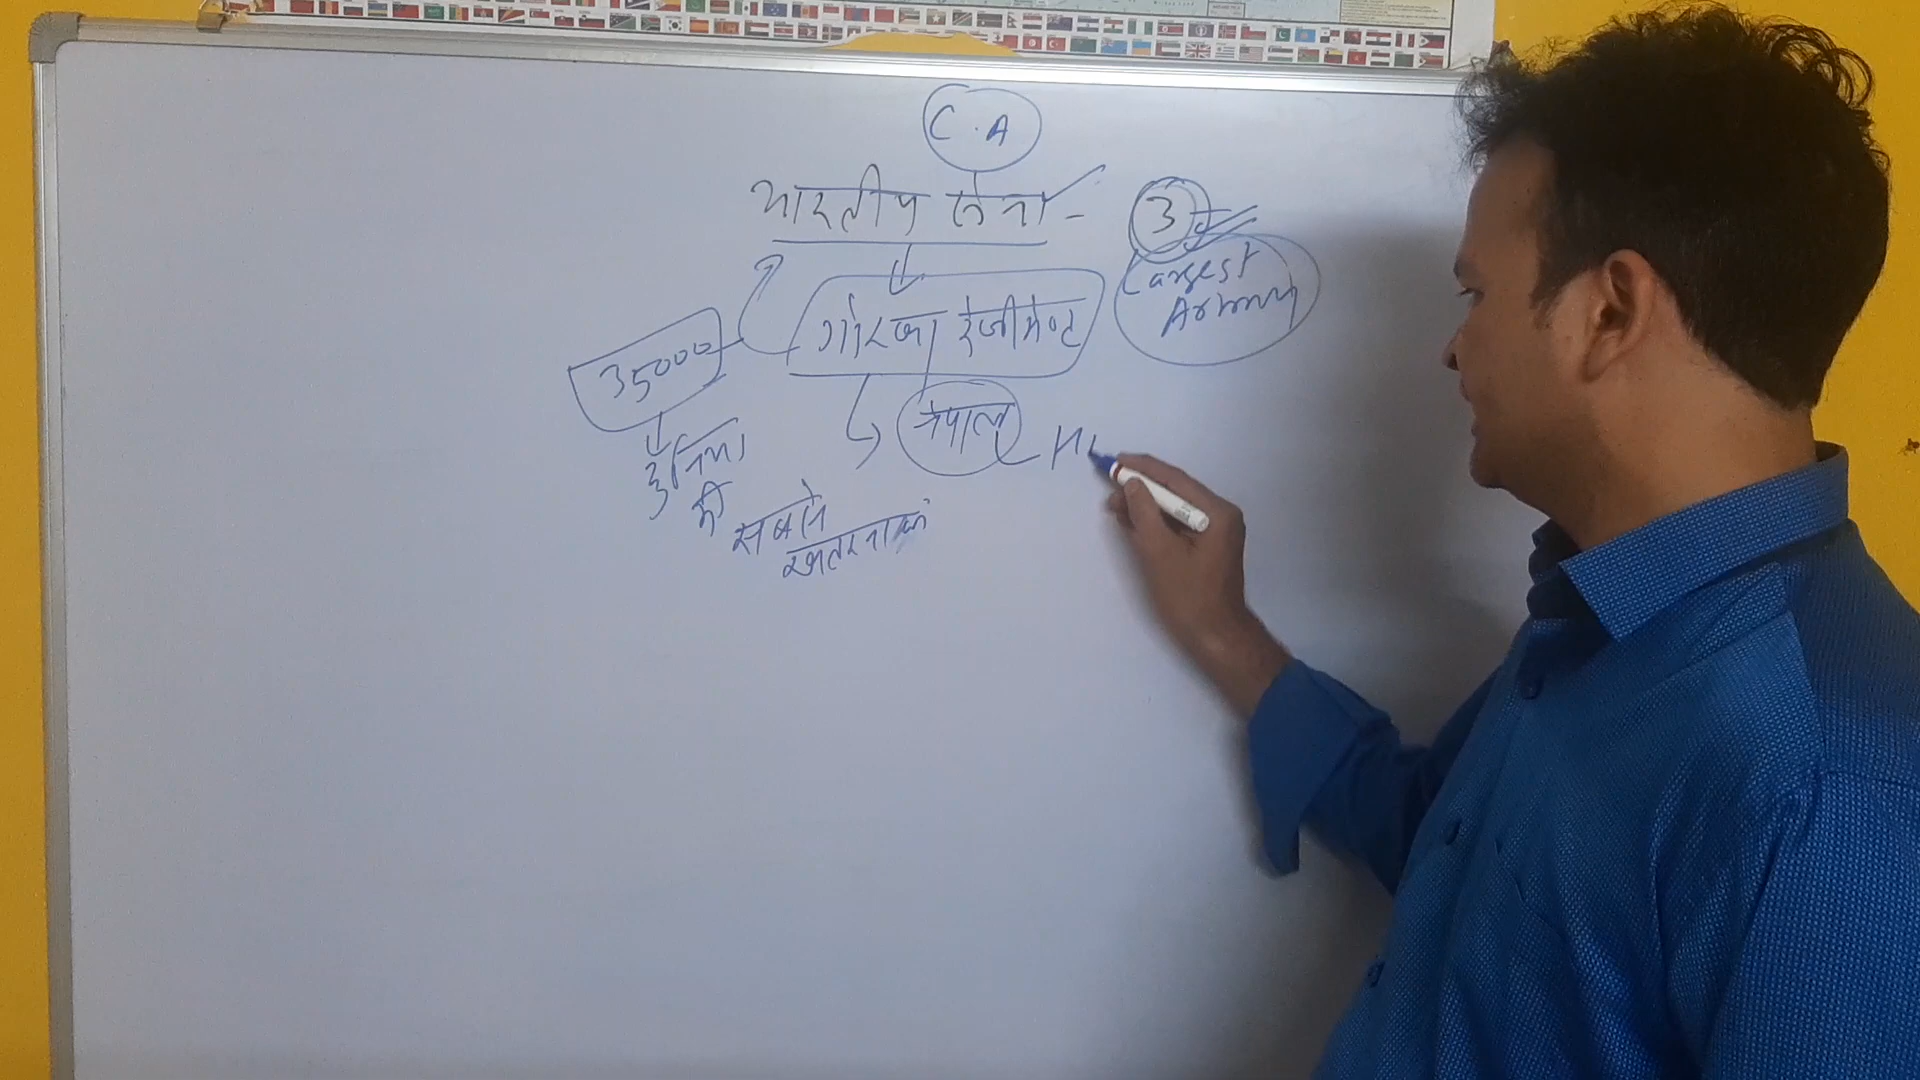 C.A
भारतीय सेना -
3
Largest
Army
गोरखा रेजीमेण्ट
35000
नेपाल
दुनिया
की
सबसे
खतरनाक